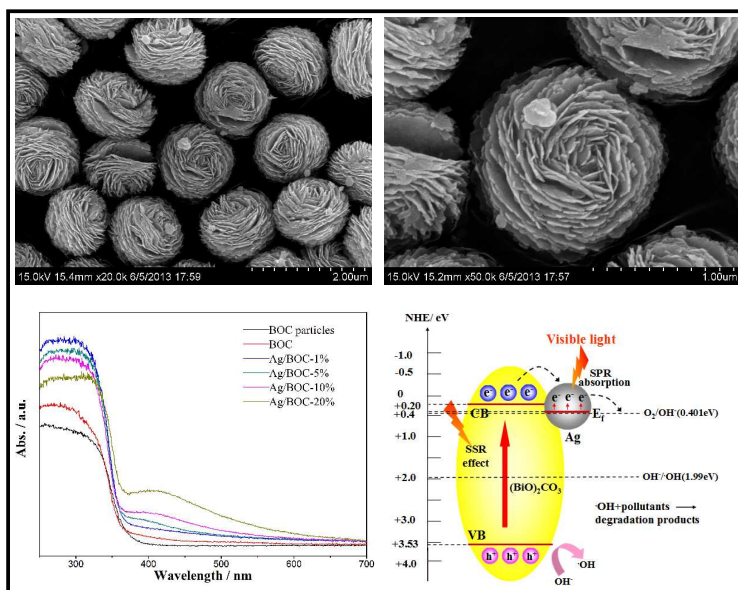 15.0kV 15.4mm x20.0k 6/5/2013 17:59 2.00um
15.0kV 15.2mm x50.0k 6/5/2013 17:57 1.00um
Abs. / a.u.
BOC particles
BOC
Ag/BOC-1%
Ag/BOC-5%
Ag/BOC-10%
Ag/BOC-20%
300 350 400 450 500 550 600 700
Wavelength / nm
NHE/ eV
Visible light
-1.0
-0.5
0
+0.20
+0.4
+1.0
+2.0
+3.0
+3.53
+4.0
SPR
absorption
e⁻ e⁻ e⁻
e⁻ e⁻ e⁻
CB
Ef
Ag
O₂/OH⁻(0.401eV)
SSR
effect
OH⁻/·OH(1.99eV)
(BiO)₂CO₃
·OH+pollutants
degradation products
VB
h⁺ h⁺ h⁺
·OH
OH⁻